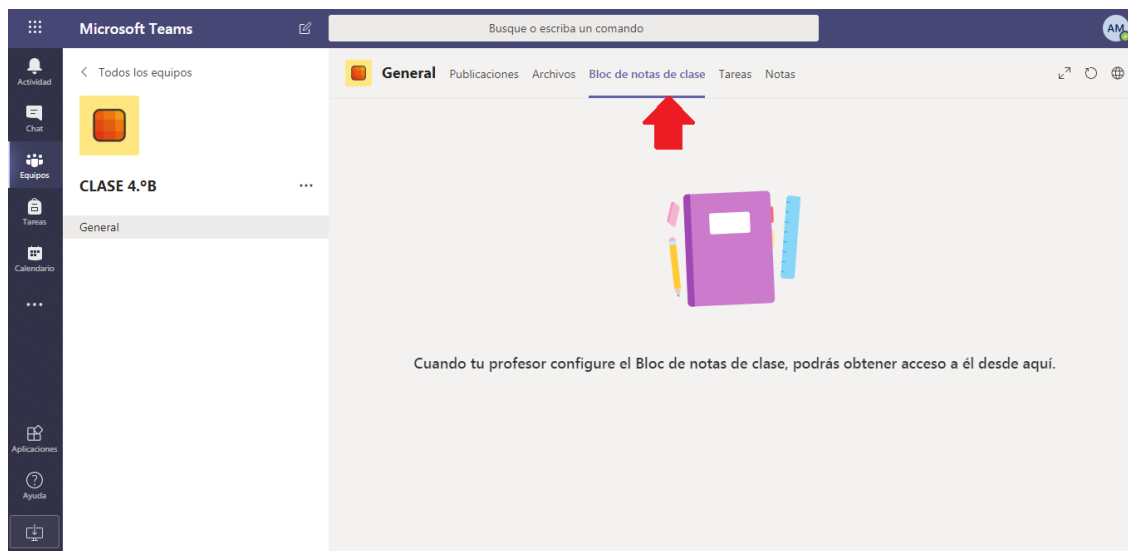 Microsoft Teams
Busque o escriba un comando
AM
Actividad
Chat
Equipos
Tareas
Calendario
Aplicaciones
Ayuda
Todos los equipos
CLASE 4.ºB
General
General Publicaciones Archivos Bloc de notas de clase Tareas Notas
Cuando tu profesor configure el Bloc de notas de clase, podrás obtener acceso a él desde aquí.